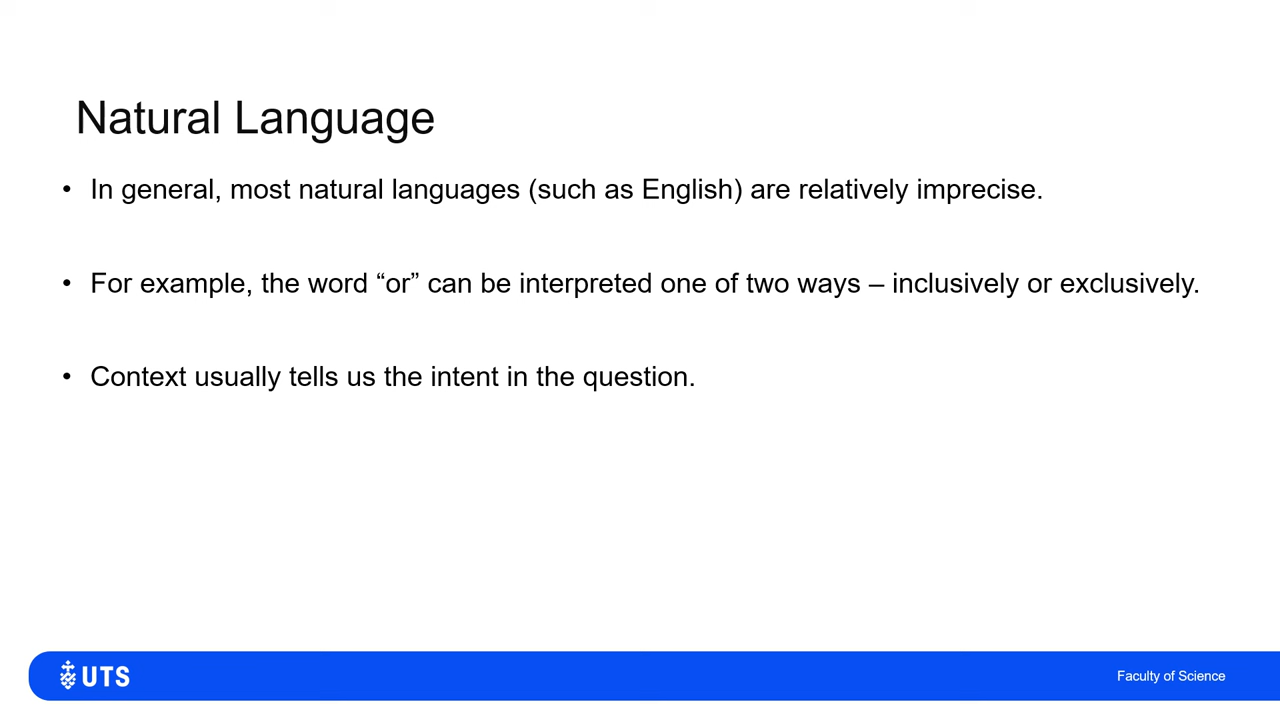 Natural Language
• In general, most natural languages (such as English) are relatively imprecise.
• For example, the word “or” can be interpreted one of two ways – inclusively or exclusively.
• Context usually tells us the intent in the question.
UTS
Faculty of Science